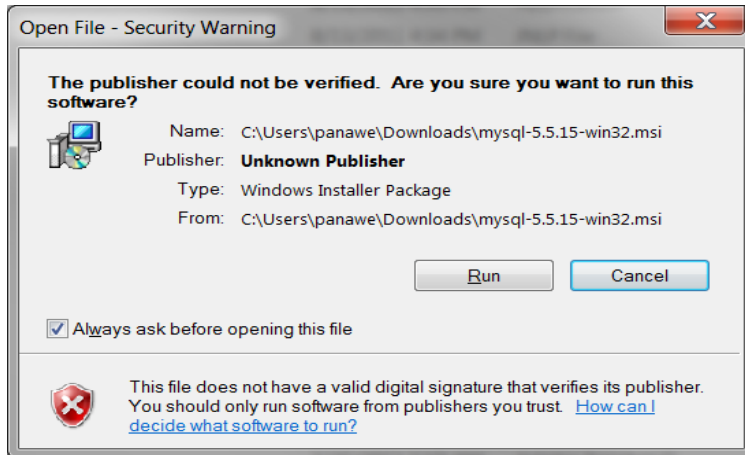 Open File - Security Warning
The publisher could not be verified. Are you sure you want to run this
software?
Name: C:\Users\panawe\Downloads\mysql-5.5.15-win32.msi
Publisher: Unknown Publisher
Type: Windows Installer Package
From: C:\Users\panawe\Downloads\mysql-5.5.15-win32.msi
Run Cancel
Always ask before opening this file
This file does not have a valid digital signature that verifies its publisher.
You should only run software from publishers you trust. How can I
decide what software to run?